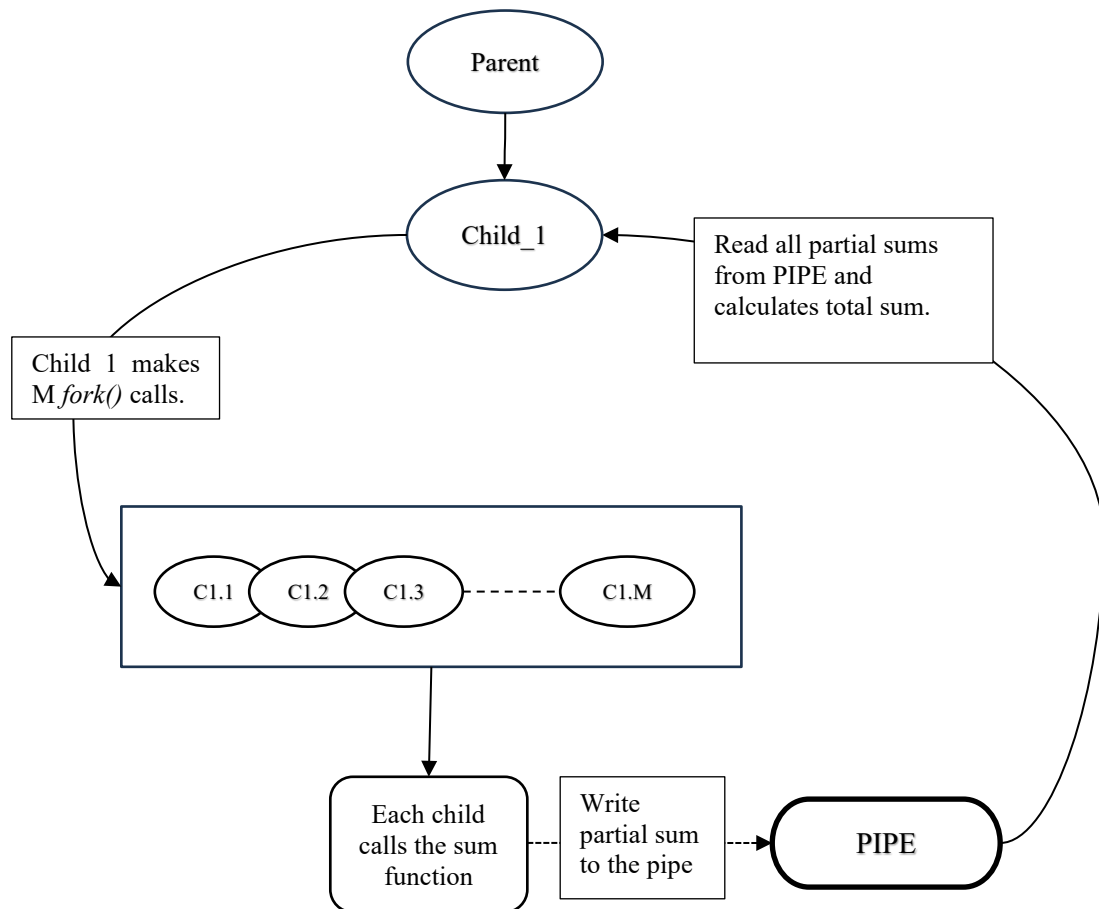 Parent
Child_1
Read all partial sums
from PIPE and
calculates total sum.
Child 1 makes
M fork() calls.
C1.1
C1.2
C1.3
C1.M
Each child
calls the sum
function
Write
partial sum
to the pipe
PIPE